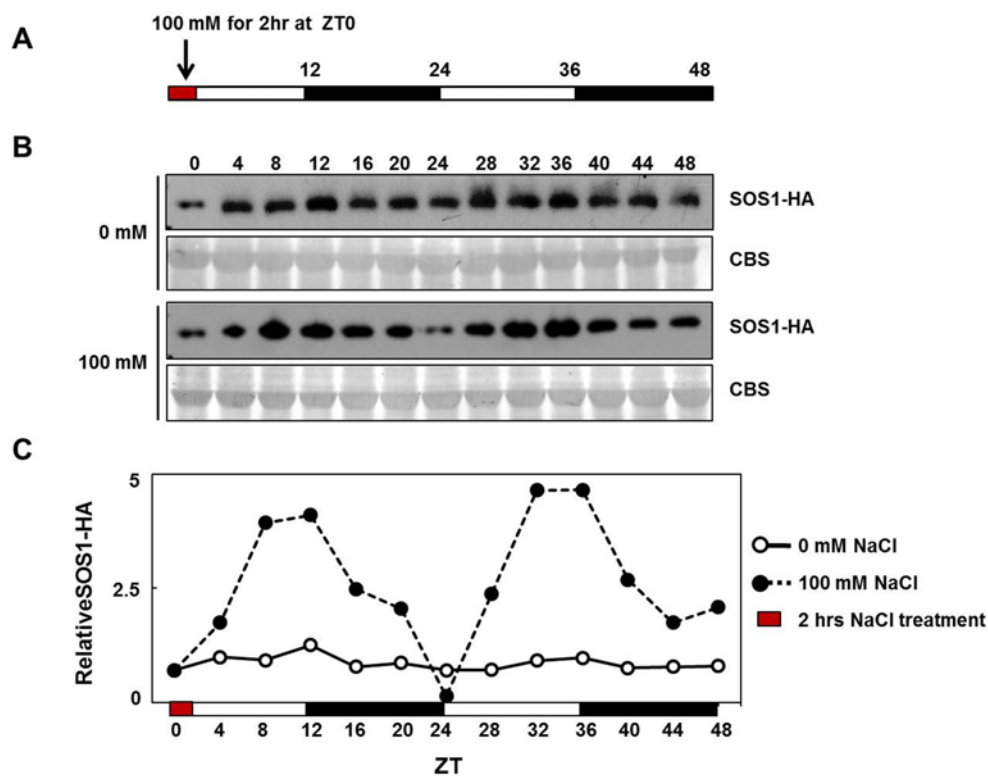 100 mM for 2hr at ZT0
A
12 24 36 48
B
0 4 8 12 16 20 24 28 32 36 40 44 48
SOS1-HA
0 mM
CBS
SOS1-HA
100 mM
CBS
C
5
2.5
0
RelativeSOS1-HA
0 mM NaCl
100 mM NaCl
2 hrs NaCl treatment
0 4 8 12 16 20 24 28 32 36 40 44 48
ZT